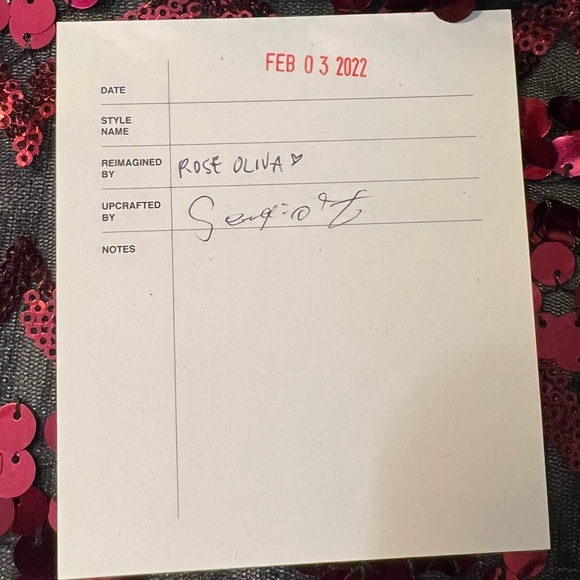 FEB 03 2022
DATE
STYLE
NAME
REIMAGINED
BY
ROSE OLIVA
UPCRAFTED
BY
NOTES